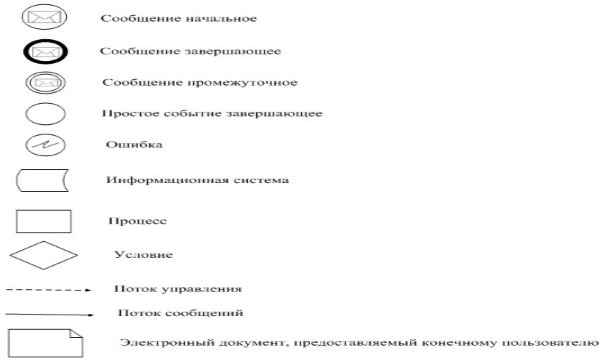 Сообщение начальное
Сообщение завершающее
Сообщение промежуточное
Простое событие завершающее
Ошибка
Информационная система
Процесс
Условие
Поток управления
Поток сообщений
Электронный документ, предоставляемый конечному пользователю